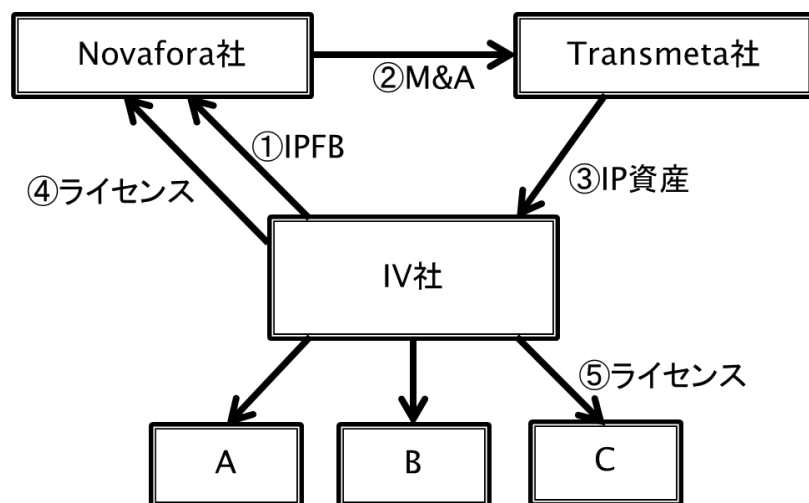 Novafora社
Transmeta社
②M&A
①IPFB
④ライセンス
③IP資産
IV社
⑤ライセンス
A
B
C